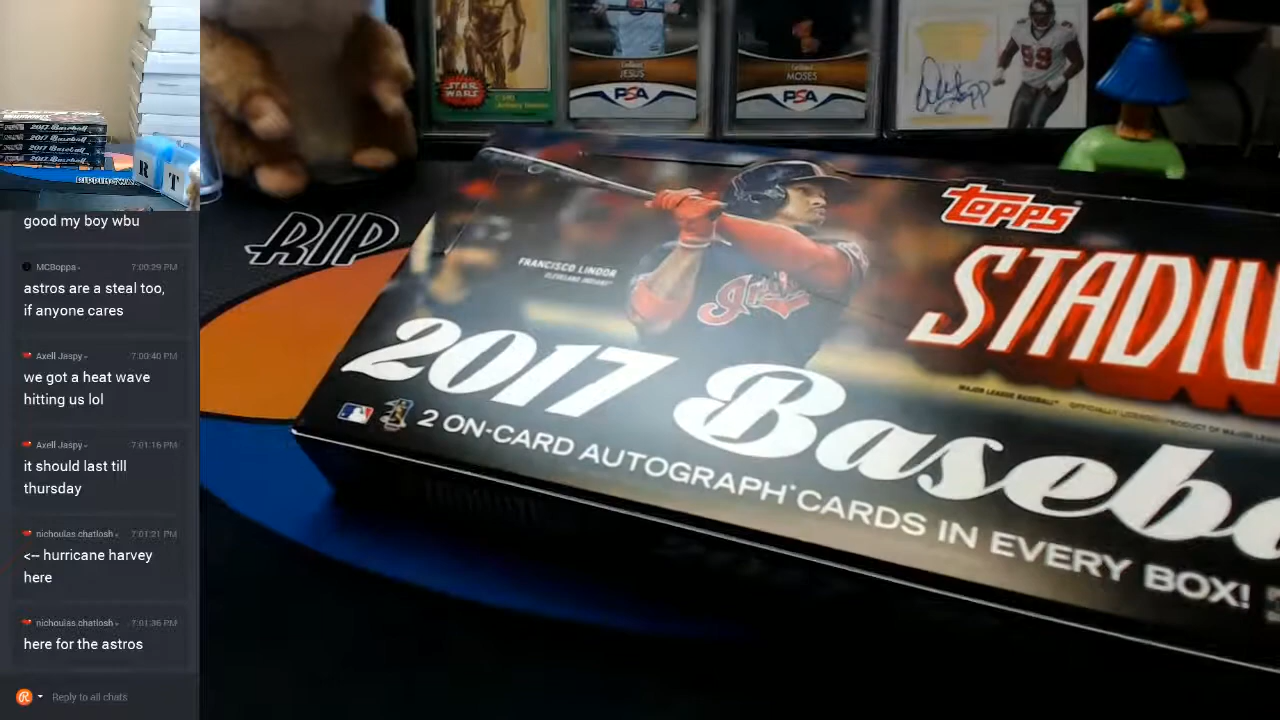 good my boy wbu
MCBoppa 7:00:29 PM
astros are a steal too,
if anyone cares
Axell Jaspy 7:00:40 PM
we got a heat wave
hitting us lol
Axell Jaspy 7:01:16 PM
it should last till
thursday
nichoulas.chatlosh 7:01:21 PM
<-- hurricane harvey
here
nichoulas.chatlosh 7:01:36 PM
here for the astros
Reply to all chats
2017 Baseball
2017 Baseball
2017 Baseball
R T
STAR
WARS
JESUS
PSA
MOSES
PSA
99
RIP
FRANCISCO LINDOR
CLEVELAND INDIANS
Indians
TOPPS
STADIU
2017 Baseba
2 ON-CARD AUTOGRAPH* CARDS IN EVERY BOX!